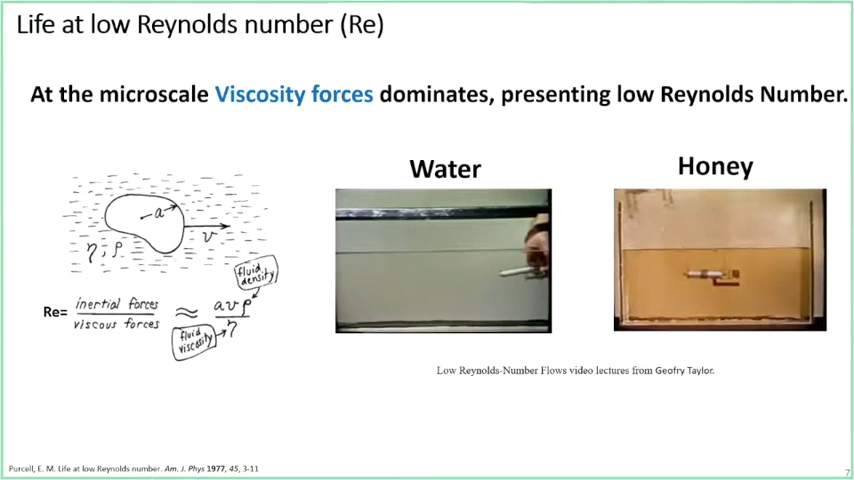 Life at low Reynolds number (Re)
At the microscale Viscosity forces dominates, presenting low Reynolds Number.
Water
Honey
a
v
η, ρ
fluid
density
Re= inertial forces ≈ a v ρ
viscous forces η
fluid
viscosity
Low Reynolds-Number Flows video lectures from Geofry Taylor.
Purcell, E. M. Life at low Reynolds number. Am. J. Phys 1977, 45, 3-11
7